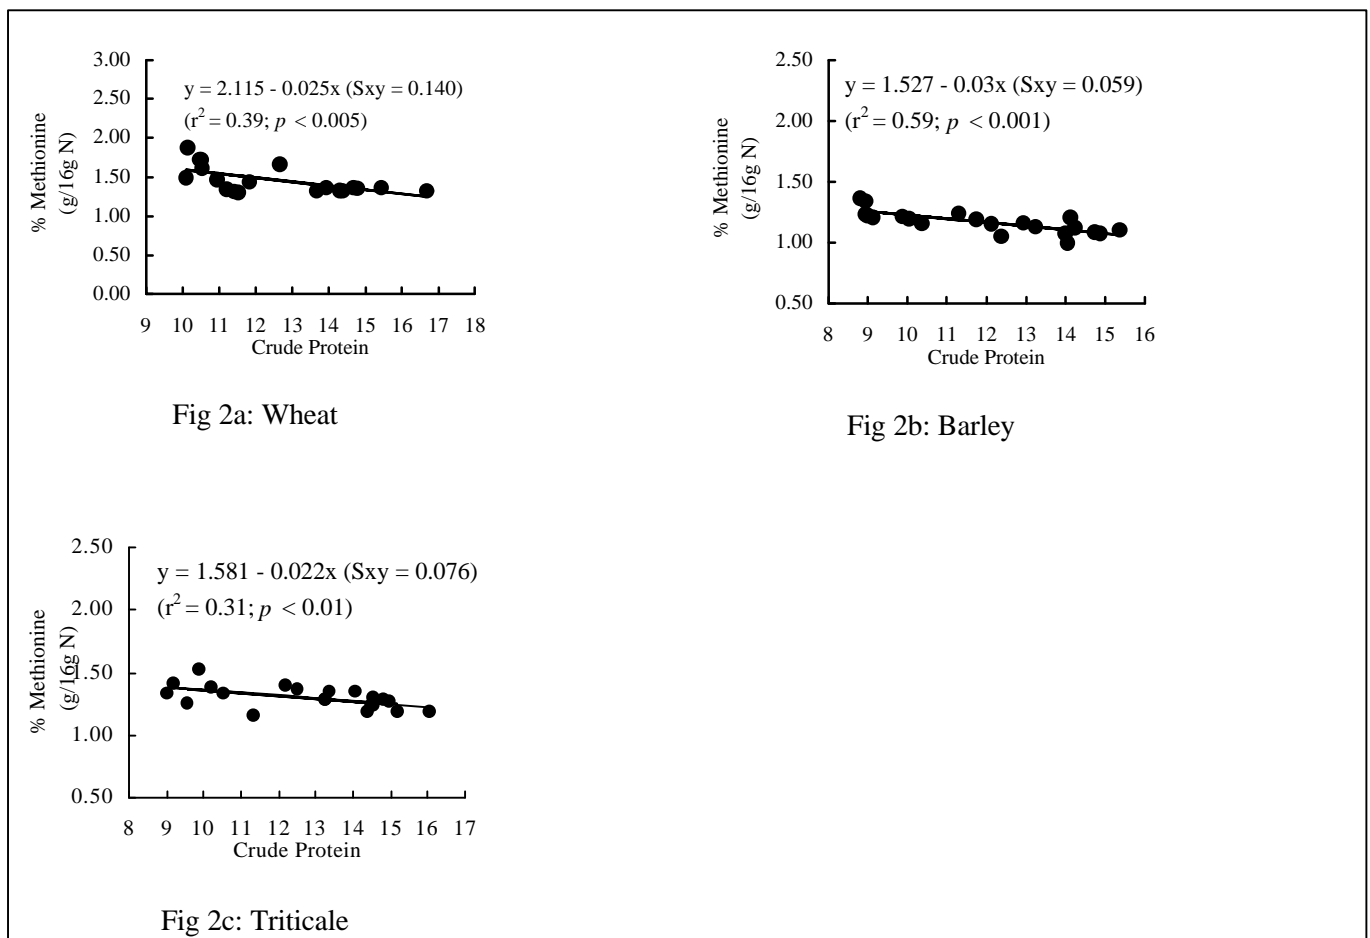 3.00
2.50
2.00
1.50
1.00
0.50
0.00
% Methionine
(g/16g N)
y = 2.115 - 0.025x (Sxy = 0.140)
(r² = 0.39; p < 0.005)
9 10 11 12 13 14 15 16 17 18
Crude Protein
Fig 2a: Wheat
2.50
2.00
1.50
1.00
0.50
% Methionine
(g/16g N)
y = 1.527 - 0.03x (Sxy = 0.059)
(r² = 0.59; p < 0.001)
8 9 10 11 12 13 14 15 16
Crude Protein
Fig 2b: Barley
2.50
2.00
1.50
1.00
0.50
% Methionine
(g/16g N)
y = 1.581 - 0.022x (Sxy = 0.076)
(r² = 0.31; p < 0.01)
8 9 10 11 12 13 14 15 16 17
Crude Protein
Fig 2c: Triticale